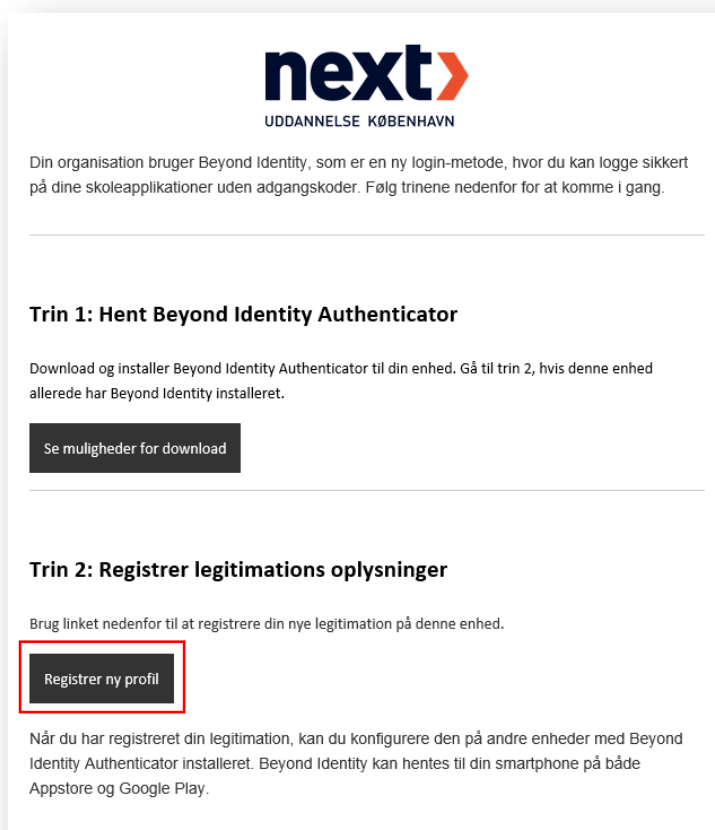 next
UDDANNELSE KØBENHAVN
Din organisation bruger Beyond Identity, som er en ny login-metode, hvor du kan logge sikkert
på dine skoleapplikationer uden adgangskoder. Følg trinene nedenfor for at komme i gang.
Trin 1: Hent Beyond Identity Authenticator
Download og installer Beyond Identity Authenticator til din enhed. Gå til trin 2, hvis denne enhed
allerede har Beyond Identity installeret.
Se muligheder for download
Trin 2: Registrer legitimations oplysninger
Brug linket nedenfor til at registrere din nye legitimation på denne enhed.
Registrer ny profil
Når du har registreret din legitimation, kan du konfigurere den på andre enheder med Beyond
Identity Authenticator installeret. Beyond Identity kan hentes til din smartphone på både
Appstore og Google Play.